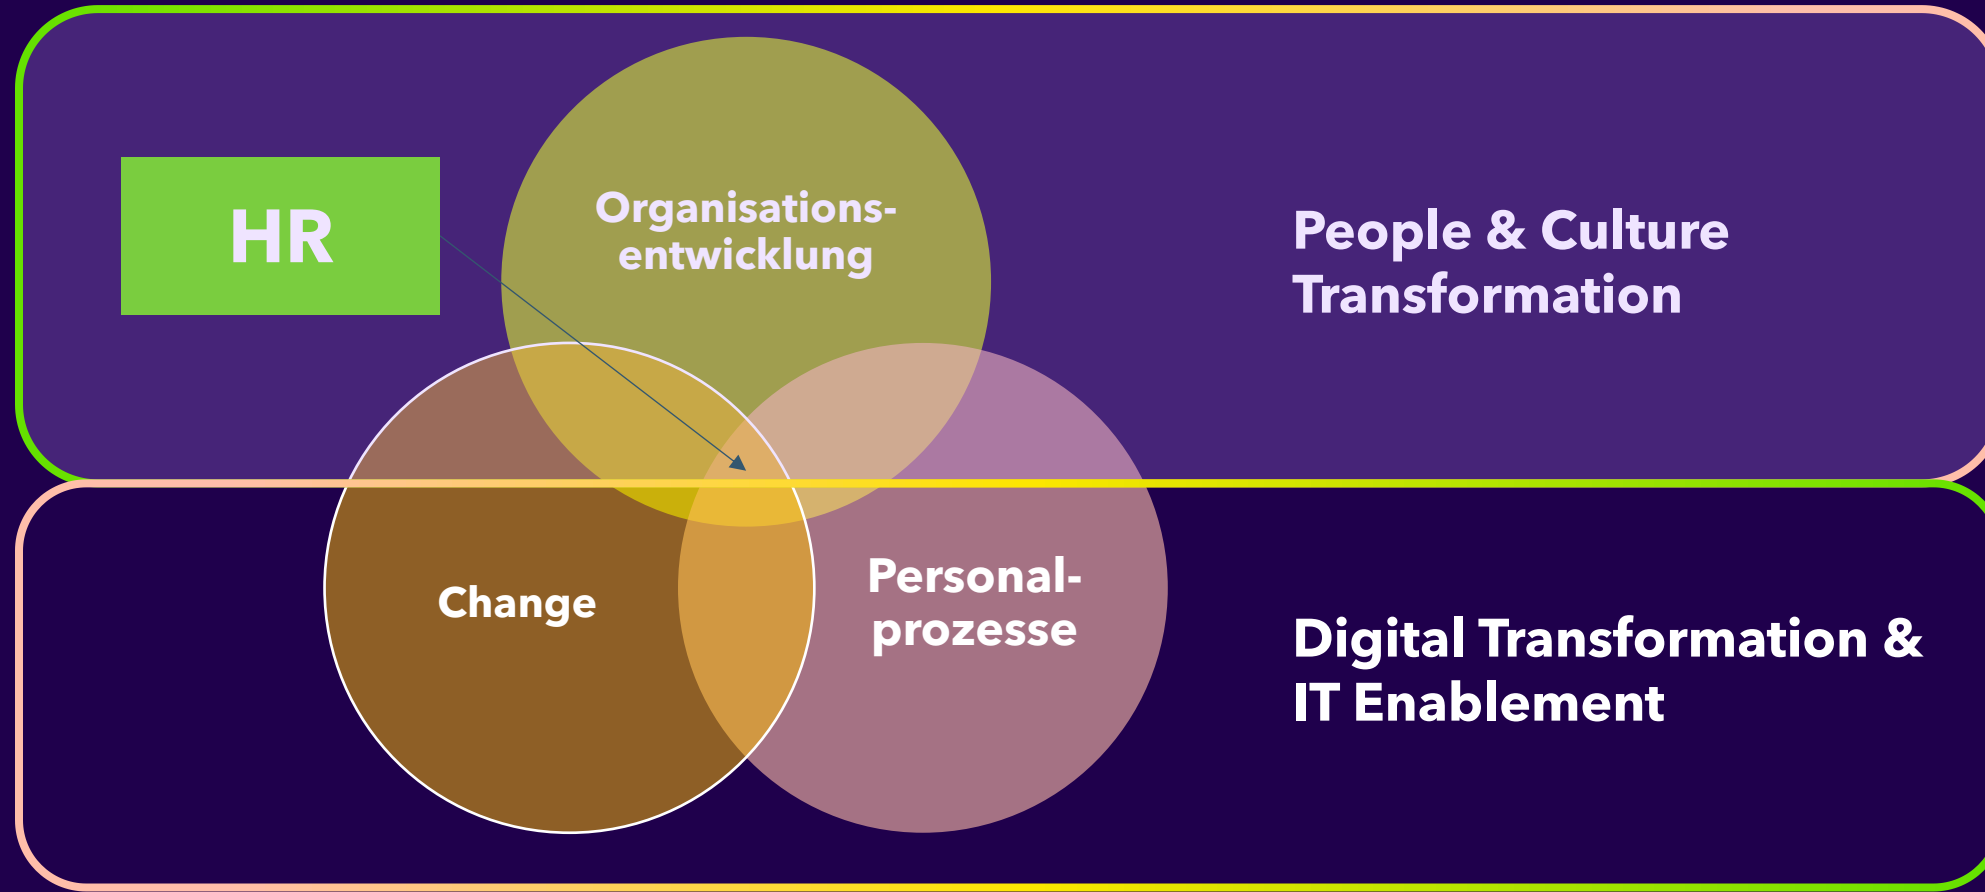 HR
Organisations-
entwicklung
People & Culture
Transformation
Change
Personal-
prozesse
Digital Transformation &
IT Enablement